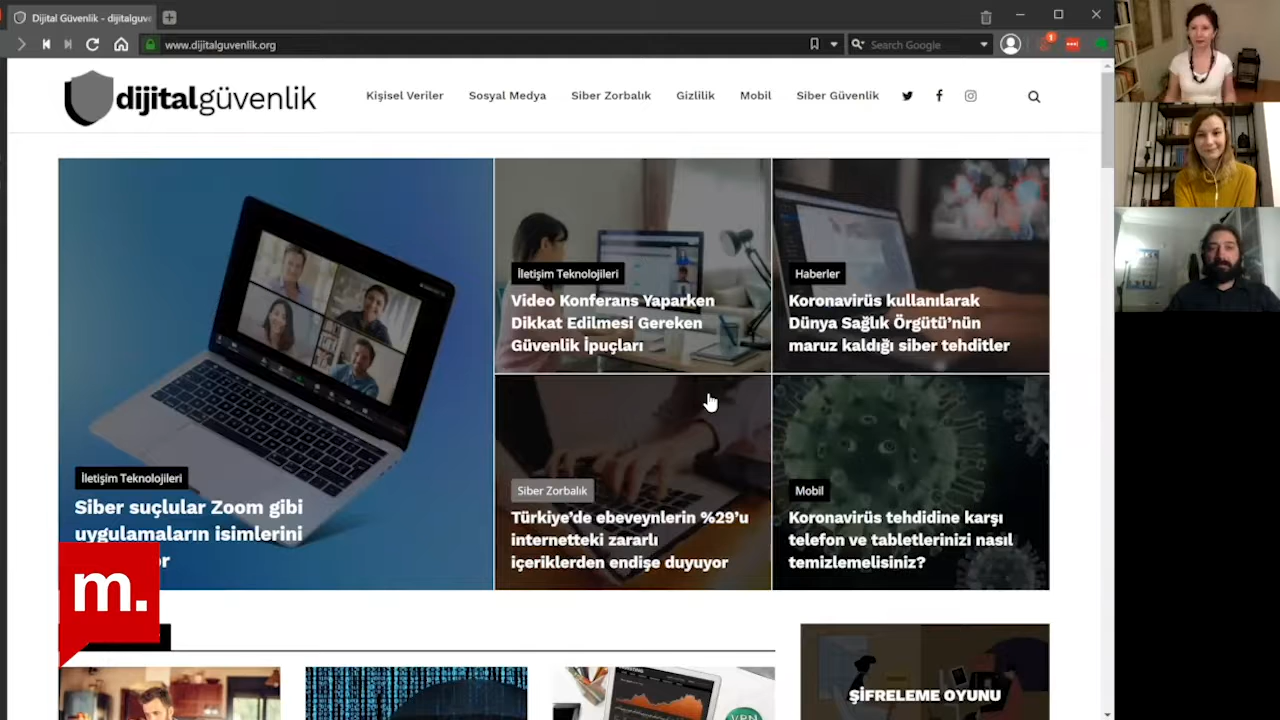 Dijital Güvenlik - dijitalguve
www.dijitalguvenlik.org
Search Google
1
dijitalgüvenlik
Kişisel Veriler
Sosyal Medya
Siber Zorbalık
Gizlilik
Mobil
Siber Güvenlik
İletişim Teknolojileri
Siber suçlular Zoom gibi
uygulamaların isimlerini
İletişim Teknolojileri
Video Konferans Yaparken
Dikkat Edilmesi Gereken
Güvenlik İpuçları
Haberler
Koronavirüs kullanılarak
Dünya Sağlık Örgütü'nün
maruz kaldığı siber tehditler
Siber Zorbalık
Türkiye'de ebeveynlerin %29'u
internetteki zararlı
içeriklerden endişe duyuyor
Mobil
Koronavirüs tehdidine karşı
telefon ve tabletlerinizi nasıl
temizlemelisiniz?
m.
VPN
ŞİFRELEME OYUNU